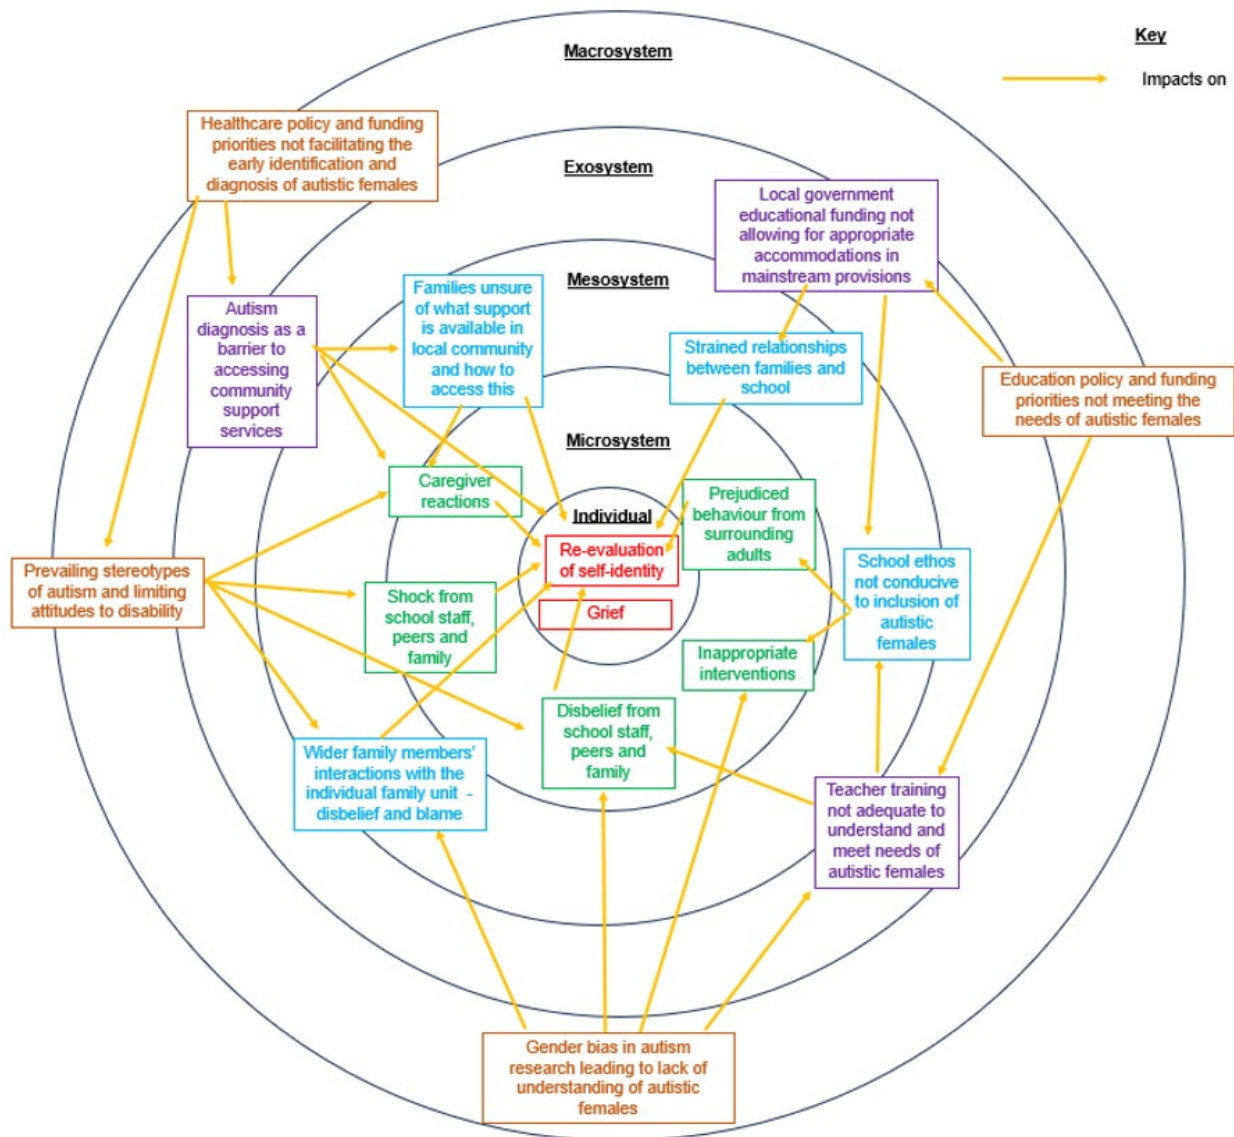 Macrosystem
Key
Impacts on
Healthcare policy and funding
priorities not facilitating the
early identification and
diagnosis of autistic females
Exosystem
Local government
educational funding not
allowing for appropriate
accommodations in
mainstream provisions
Mesosystem
Families unsure
of what support
is available in
local community
and how to
access this
Autism
diagnosis as a
barrier to
accessing
community
support
services
Strained relationships
between families and
school
Education policy and funding
priorities not meeting the
needs of autistic females
Microsystem
Caregiver
reactions
Prejudiced
behaviour from
surrounding
adults
Individual
Re-evaluation
of self-identity
Grief
Prevailing stereotypes
of autism and limiting
attitudes to disability
Shock from
school staff,
peers and
family
School ethos
not conducive
to inclusion of
autistic
females
Inappropriate
interventions
Disbelief from
school staff,
peers and
family
Wider family members'
interactions with the
individual family unit -
disbelief and blame
Teacher training
not adequate to
understand and
meet needs of
autistic females
Gender bias in autism
research leading to lack of
understanding of autistic
females